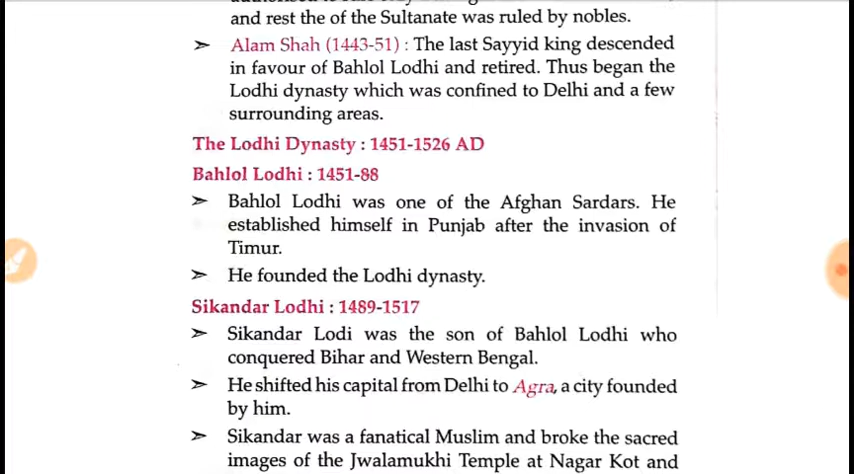 and rest the of the Sultanate was ruled by nobles.
➣ Alam Shah (1443-51) : The last Sayyid king descended
in favour of Bahlol Lodhi and retired. Thus began the
Lodhi dynasty which was confined to Delhi and a few
surrounding areas.
The Lodhi Dynasty : 1451-1526 AD
Bahlol Lodhi : 1451-88
➣ Bahlol Lodhi was one of the Afghan Sardars. He
established himself in Punjab after the invasion of
Timur.
➣ He founded the Lodhi dynasty.
Sikandar Lodhi : 1489-1517
➣ Sikandar Lodi was the son of Bahlol Lodhi who
conquered Bihar and Western Bengal.
➣ He shifted his capital from Delhi to Agra, a city founded
by him.
➣ Sikandar was a fanatical Muslim and broke the sacred
images of the Jwalamukhi Temple at Nagar Kot and